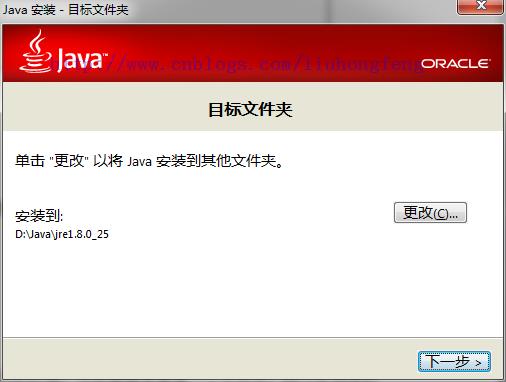 Java 安装 - 目标文件夹
Java™
http://www.cnblogs.com/liuhongfeng
ORACLE
目标文件夹
单击 "更改" 以将 Java 安装到其他文件夹。
安装到:
更改(C)...
D:\Java\jre1.8.0_25
下一步 >